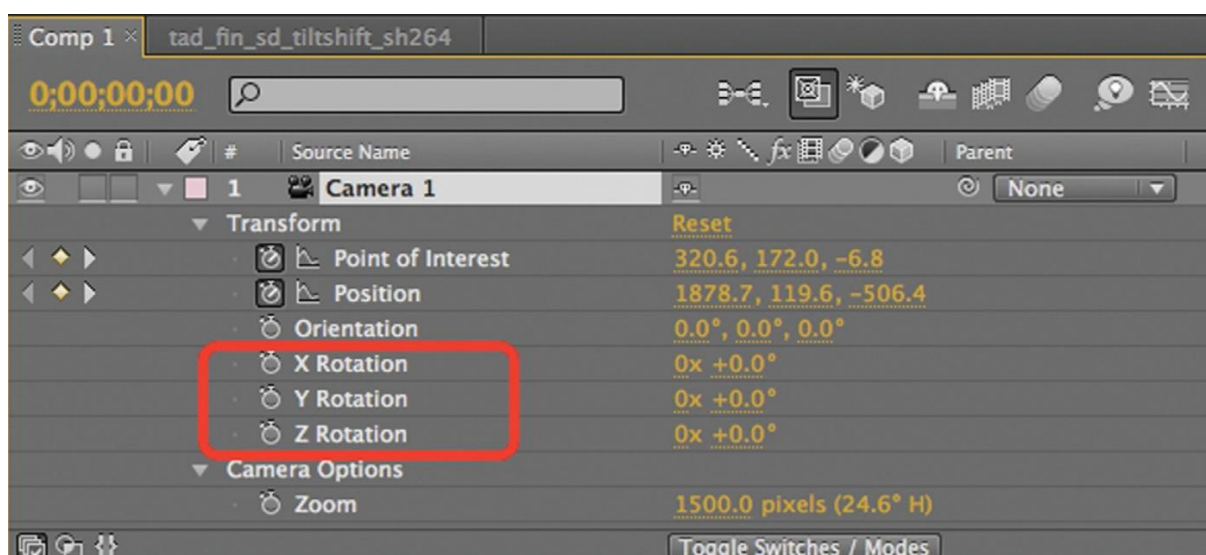 Comp 1 × tad_fin_sd_tiltshift_sh264
0;00;00;00
# Source Name fx Parent
1 Camera 1 None
Transform Reset
Point of Interest 320.6, 172.0, -6.8
Position 1878.7, 119.6, -506.4
Orientation 0.0°, 0.0°, 0.0°
X Rotation 0x +0.0°
Y Rotation 0x +0.0°
Z Rotation 0x +0.0°
Camera Options
Zoom 1500.0 pixels (24.6° H)
Toggle Switches / Modes